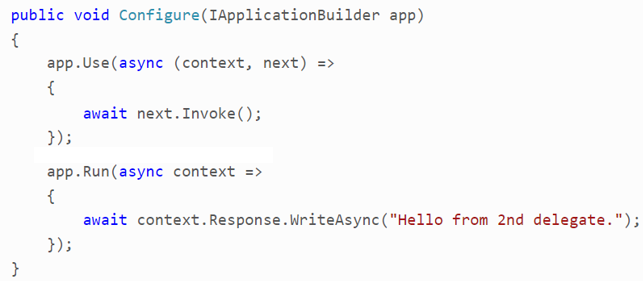 public void Configure(IApplicationBuilder app)
{
    app.Use(async (context, next) =>
    {
        await next.Invoke();
    });
    app.Run(async context =>
    {
        await context.Response.WriteAsync("Hello from 2nd delegate.");
    });
}